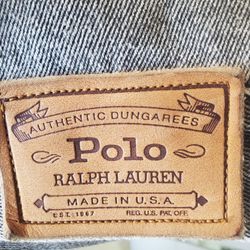 AUTHENTIC DUNGAREES
Polo
RALPH LAUREN
MADE IN U.S.A.
EST. 1967 REG. U.S. PAT. OFF.